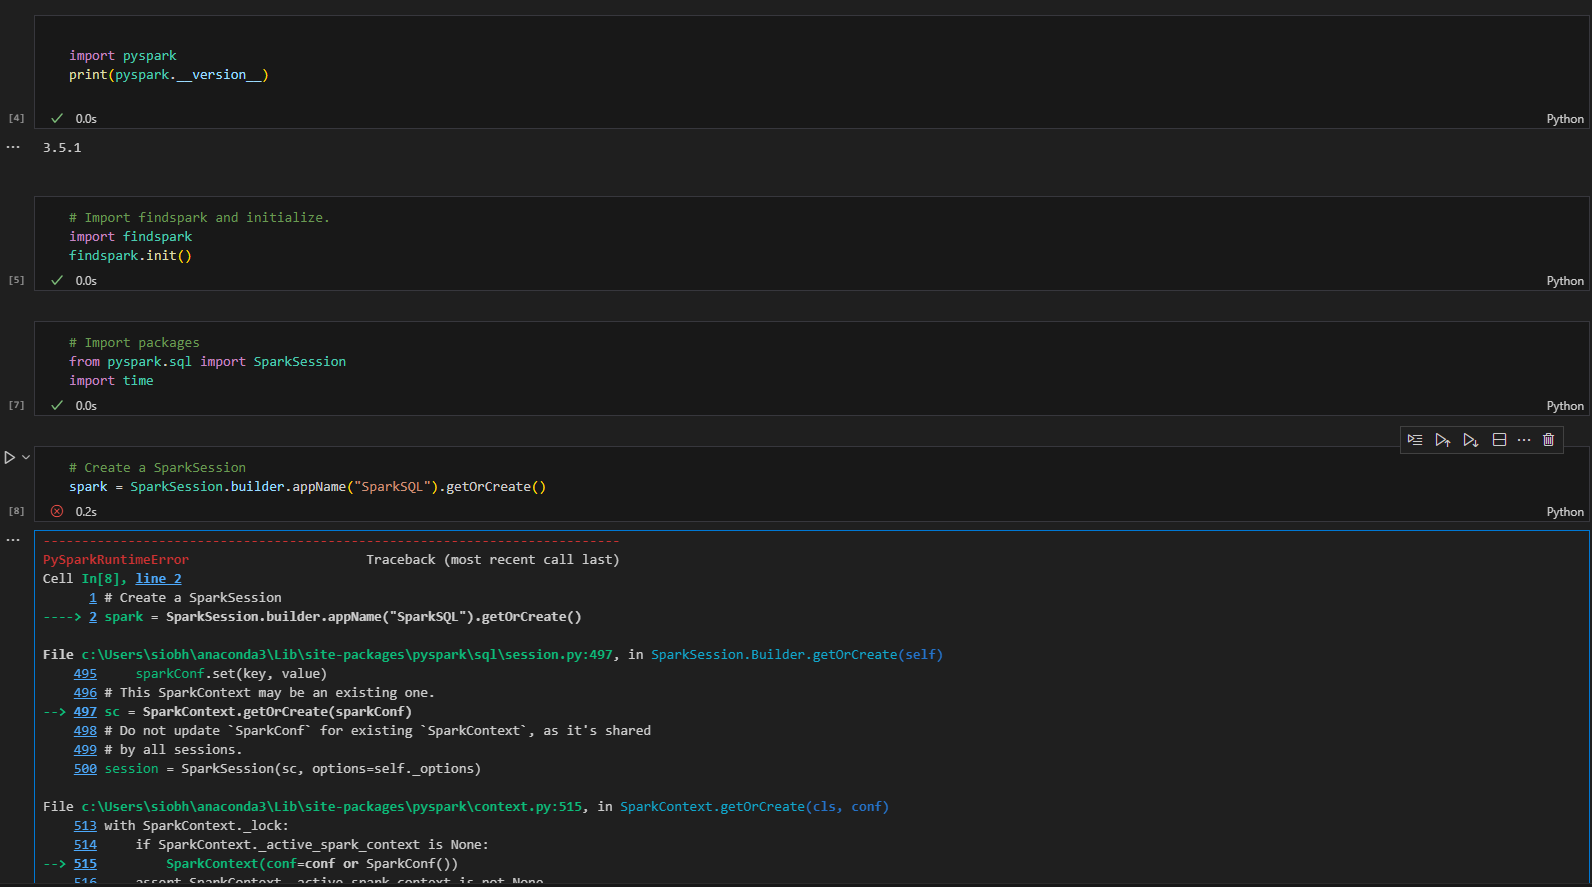 import pyspark
print(pyspark.__version__)
[4]
0.0s
Python
...
3.5.1
# Import findspark and initialize.
import findspark
findspark.init()
[5]
0.0s
Python
# Import packages
from pyspark.sql import SparkSession
import time
[7]
0.0s
Python
# Create a SparkSession
spark = SparkSession.builder.appName("SparkSQL").getOrCreate()
[8]
0.2s
Python
...
---------------------------------------------------------------------------
PySparkRuntimeError                       Traceback (most recent call last)
Cell In[8], line 2
      1 # Create a SparkSession
----> 2 spark = SparkSession.builder.appName("SparkSQL").getOrCreate()
File c:\Users\siobh\anaconda3\Lib\site-packages\pyspark\sql\session.py:497, in SparkSession.Builder.getOrCreate(self)
    495     sparkConf.set(key, value)
    496 # This SparkContext may be an existing one.
--> 497 sc = SparkContext.getOrCreate(sparkConf)
    498 # Do not update `SparkConf` for existing `SparkContext`, as it's shared
    499 # by all sessions.
    500 session = SparkSession(sc, options=self._options)
File c:\Users\siobh\anaconda3\Lib\site-packages\pyspark\context.py:515, in SparkContext.getOrCreate(cls, conf)
    513 with SparkContext._lock:
    514     if SparkContext._active_spark_context is None:
--> 515         SparkContext(conf=conf or SparkConf())
    516     assert SparkContext._active_spark_context is not None